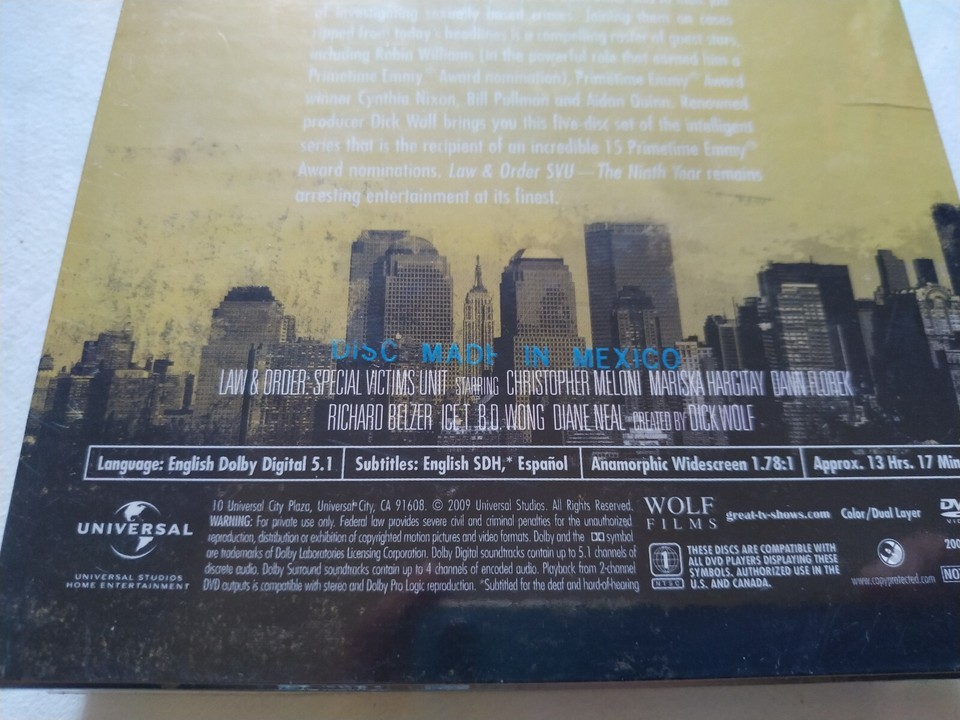 of investigating sexually based crimes. Joining them on cases
ripped from today's headlines is a compelling roster of guest stars,
including Robin Williams (in the powerful role that earned him a
Primetime Emmy® Award nomination), Primetime Emmy® Award
winner Cynthia Nixon, Bill Pullman and Aidan Quinn. Renowned
producer Dick Wolf brings you this five-disc set of the intelligent
series that is the recipient of an incredible 15 Primetime Emmy®
Award nominations. Law & Order SVU—The Ninth Year remains
arresting entertainment at its finest.
DISC MADE IN MEXICO
LAW & ORDER: SPECIAL VICTIMS UNIT STARRING CHRISTOPHER MELONI MARISKA HARGITAY DANN FLOREK
RICHARD BELZER ICE-T B.D. WONG DIANE NEAL CREATED BY DICK WOLF
Language: English Dolby Digital 5.1 Subtitles: English SDH,* Español Anamorphic Widescreen 1.78:1 Approx. 13 Hrs. 17 Min
UNIVERSAL
UNIVERSAL STUDIOS
HOME ENTERTAINMENT
10 Universal City Plaza, Universal City, CA 91608. © 2009 Universal Studios. All Rights Reserved.
WARNING: For private use only. Federal law provides severe civil and criminal penalties for the unauthorized
reproduction, distribution or exhibition of copyrighted motion pictures and video formats. Dolby and the symbol
are trademarks of Dolby Laboratories Licensing Corporation. Dolby Digital soundtracks contain up to 5.1 channels of
discrete audio. Dolby Surround soundtracks contain up to 4 channels of encoded audio. Playback from 2-channel
DVD outputs is compatible with stereo and Dolby Pro Logic reproduction. *Subtitled for the deaf and hard-of-hearing
WOLF
FILMS
great-tv-shows.com
Color/Dual Layer
1
NTSC
THESE DISCS ARE COMPATIBLE WITH
ALL DVD PLAYERS DISPLAYING THESE
SYMBOLS. AUTHORIZED USE IN THE
U.S. AND CANADA.
www.copyprotected.com
200
NOT